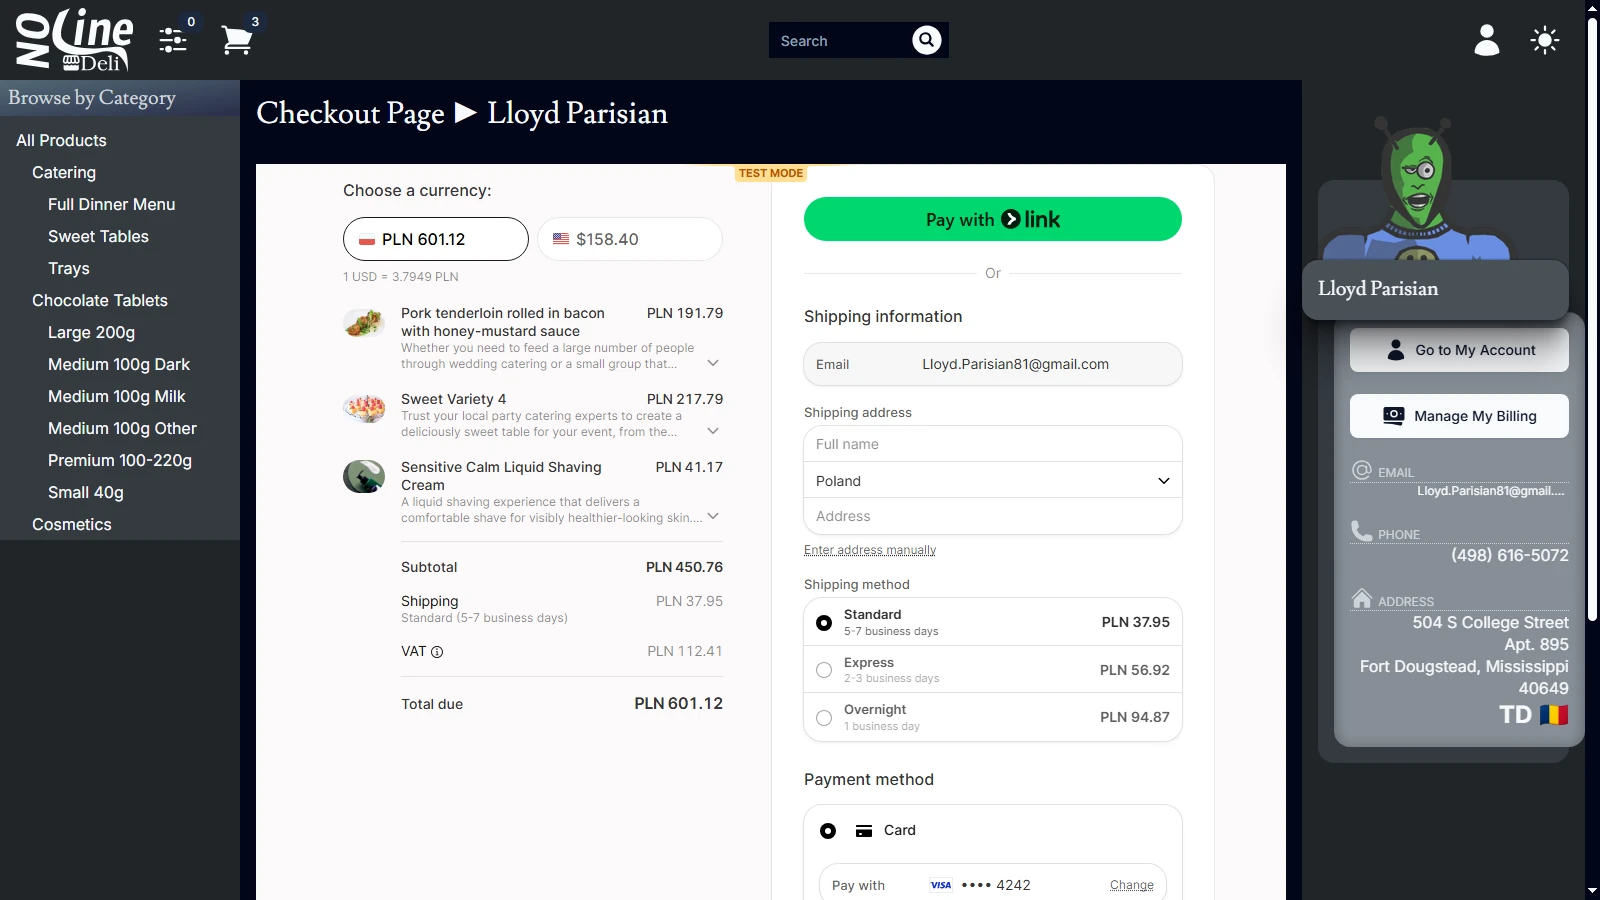 NO Line Deli
0
3
Search
Browse by Category
All Products
Catering
Full Dinner Menu
Sweet Tables
Trays
Chocolate Tablets
Large 200g
Medium 100g Dark
Medium 100g Milk
Medium 100g Other
Premium 100-220g
Small 40g
Cosmetics
Checkout Page ▶ Lloyd Parisian
TEST MODE
Choose a currency:
PLN 601.12
$158.40
1 USD = 3.7949 PLN
Pork tenderloin rolled in bacon PLN 191.79
with honey-mustard sauce
Whether you need to feed a large number of people
through wedding catering or a small group that...
Sweet Variety 4 PLN 217.79
Trust your local party catering experts to create a
deliciously sweet table for your event, from the...
Sensitive Calm Liquid Shaving PLN 41.17
Cream
A liquid shaving experience that delivers a
comfortable shave for visibly healthier-looking skin....
Subtotal PLN 450.76
Shipping PLN 37.95
Standard (5-7 business days)
VAT PLN 112.41
Total due PLN 601.12
Pay with link
Or
Shipping information
Email Lloyd.Parisian81@gmail.com
Shipping address
Full name
Poland
Address
Enter address manually
Shipping method
Standard PLN 37.95
5-7 business days
Express PLN 56.92
2-3 business days
Overnight PLN 94.87
1 business day
Payment method
Card
Pay with VISA •••• 4242 Change
Lloyd Parisian
Go to My Account
Manage My Billing
EMAIL
Lloyd.Parisian81@gmail....
PHONE
(498) 616-5072
ADDRESS
504 S College Street
Apt. 895
Fort Dougstead, Mississippi
40649
TD